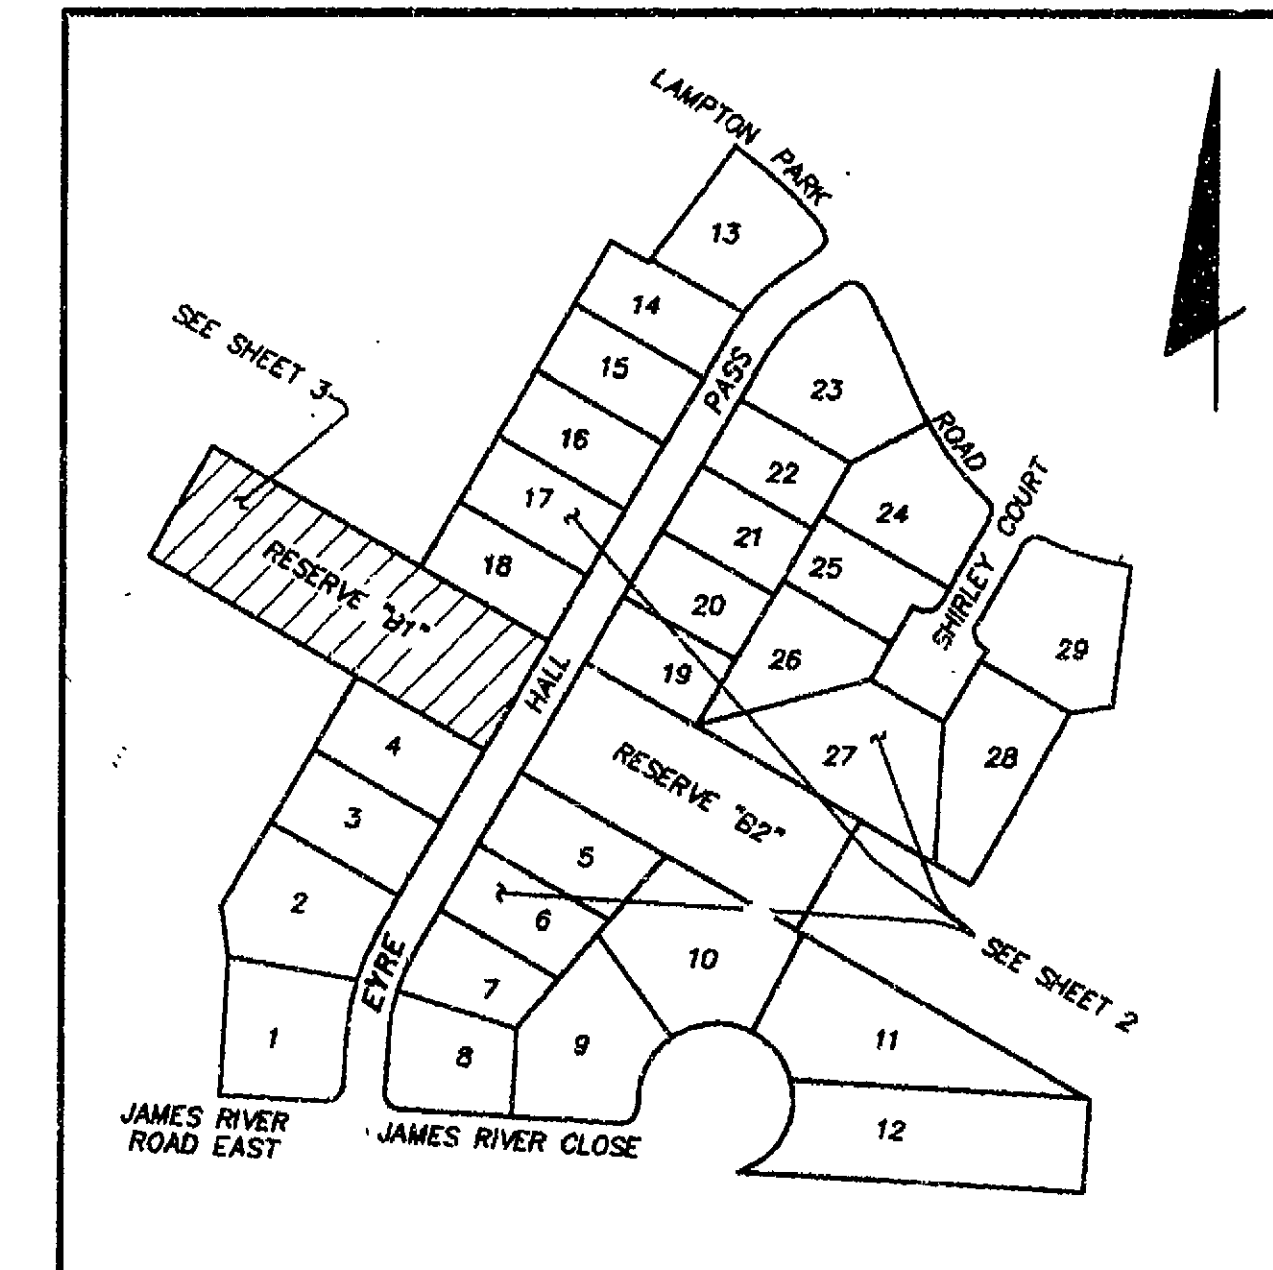 LAMPTON PARK
ROAD
13
14
SEE SHEET 3
15
PASS
23
16
22
17
24
SHIRLEY COURT
21
RESERVE "B1"
18
25
20
29
26
19
HALL
4
RESERVE "B2"
27
28
3
5
2
6
10
SEE SHEET 2
EYRE
7
1
8
9
11
JAMES RIVER
ROAD EAST
JAMES RIVER CLOSE
12